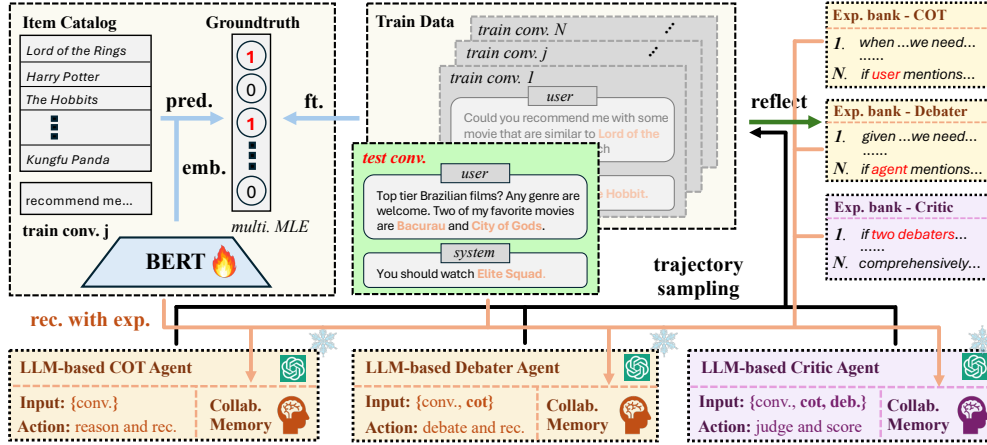 Item Catalog
Lord of the Rings
Harry Potter
The Hobbits
Kungfu Panda
recommend me...
train conv. j
Groundtruth
1
0
1
0
multi. MLE
pred.
emb.
ft.
BERT
Train Data
train conv. N
train conv. j
train conv. 1
user
Could you recommend me with some
movie that are similar to Lord of the
ch
e Hobbit.
test conv.
user
Top tier Brazilian films? Any genre are
welcome. Two of my favorite movies
are Bacurau and City of Gods.
system
You should watch Elite Squad.
reflect
trajectory
sampling
Exp. bank - COT
1. when ...we need...
......
N. if user mentions...
Exp. bank - Debater
1. given ...we need...
......
N. if agent mentions...
Exp. bank - Critic
1. if two debaters...
......
N. comprehensively...
rec. with exp.
LLM-based COT Agent
Input: {conv.}
Action: reason and rec.
Collab.
Memory
LLM-based Debater Agent
Input: {conv., cot}
Action: debate and rec.
Collab.
Memory
LLM-based Critic Agent
Input: {conv., cot, deb.}
Action: judge and score
Collab.
Memory